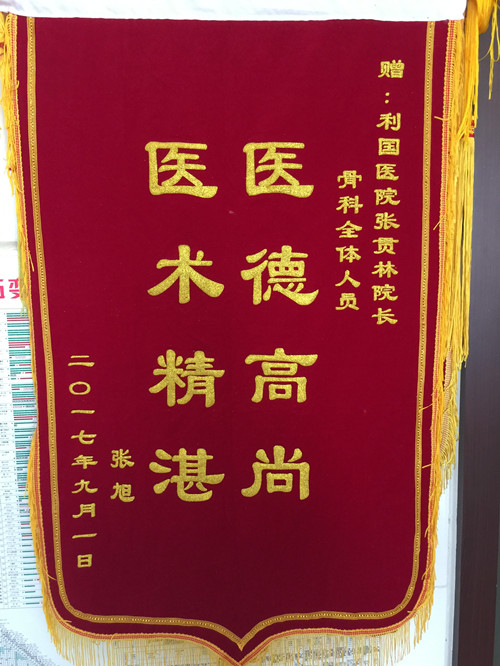 赠：利国医院张贯林院长
骨科全体人员
医德高尚
医术精湛
张旭
二〇一七年九月一日